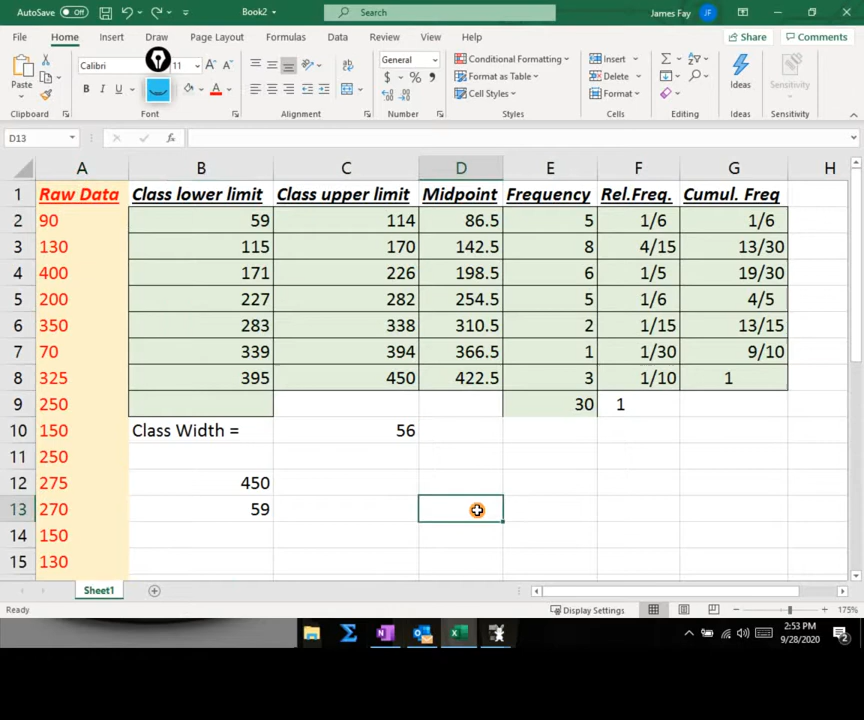 AutoSave Off Book2 Search James Fay JF
File Home Insert Draw Page Layout Formulas Data Review View Help Share Comments
Calibri 11 A A General Conditional Formatting Insert
Paste B I U A $ % Format as Table Delete Ideas Sensitivity
Cell Styles Format
Clipboard Font Alignment Number Styles Cells Editing Ideas Sensitivity
D13 fx
A B C D E F G H
1 Raw Data Class lower limit Class upper limit Midpoint Frequency Rel.Freq. Cumul. Freq
2 90 59 114 86.5 5 1/6 1/6
3 130 115 170 142.5 8 4/15 13/30
4 400 171 226 198.5 6 1/5 19/30
5 200 227 282 254.5 5 1/6 4/5
6 350 283 338 310.5 2 1/15 13/15
7 70 339 394 366.5 1 1/30 9/10
8 325 395 450 422.5 3 1/10 1
9 250 30 1
10 150 Class Width = 56
11 250
12 275 450
13 270 59
14 150
15 130
Sheet1
Ready Display Settings 175%
2:53 PM
9/28/2020 2